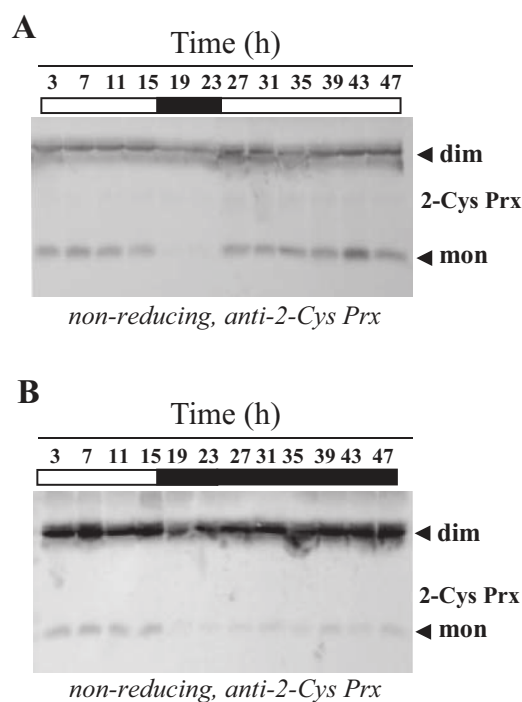 A
Time (h)
3 7 11 15 19 23 27 31 35 39 43 47
dim
2-Cys Prx
mon
non-reducing, anti-2-Cys Prx
B
Time (h)
3 7 11 15 19 23 27 31 35 39 43 47
dim
2-Cys Prx
mon
non-reducing, anti-2-Cys Prx